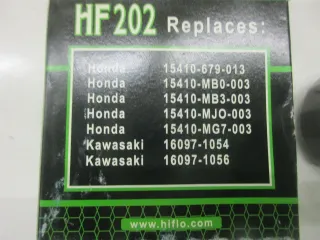 HF202 Replaces:
Honda 15410-679-013
Honda 15410-MB0-003
Honda 15410-MB3-003
Honda 15410-MJO-003
Honda 15410-MG7-003
Kawasaki 16097-1054
Kawasaki 16097-1056
www.hiflo.com